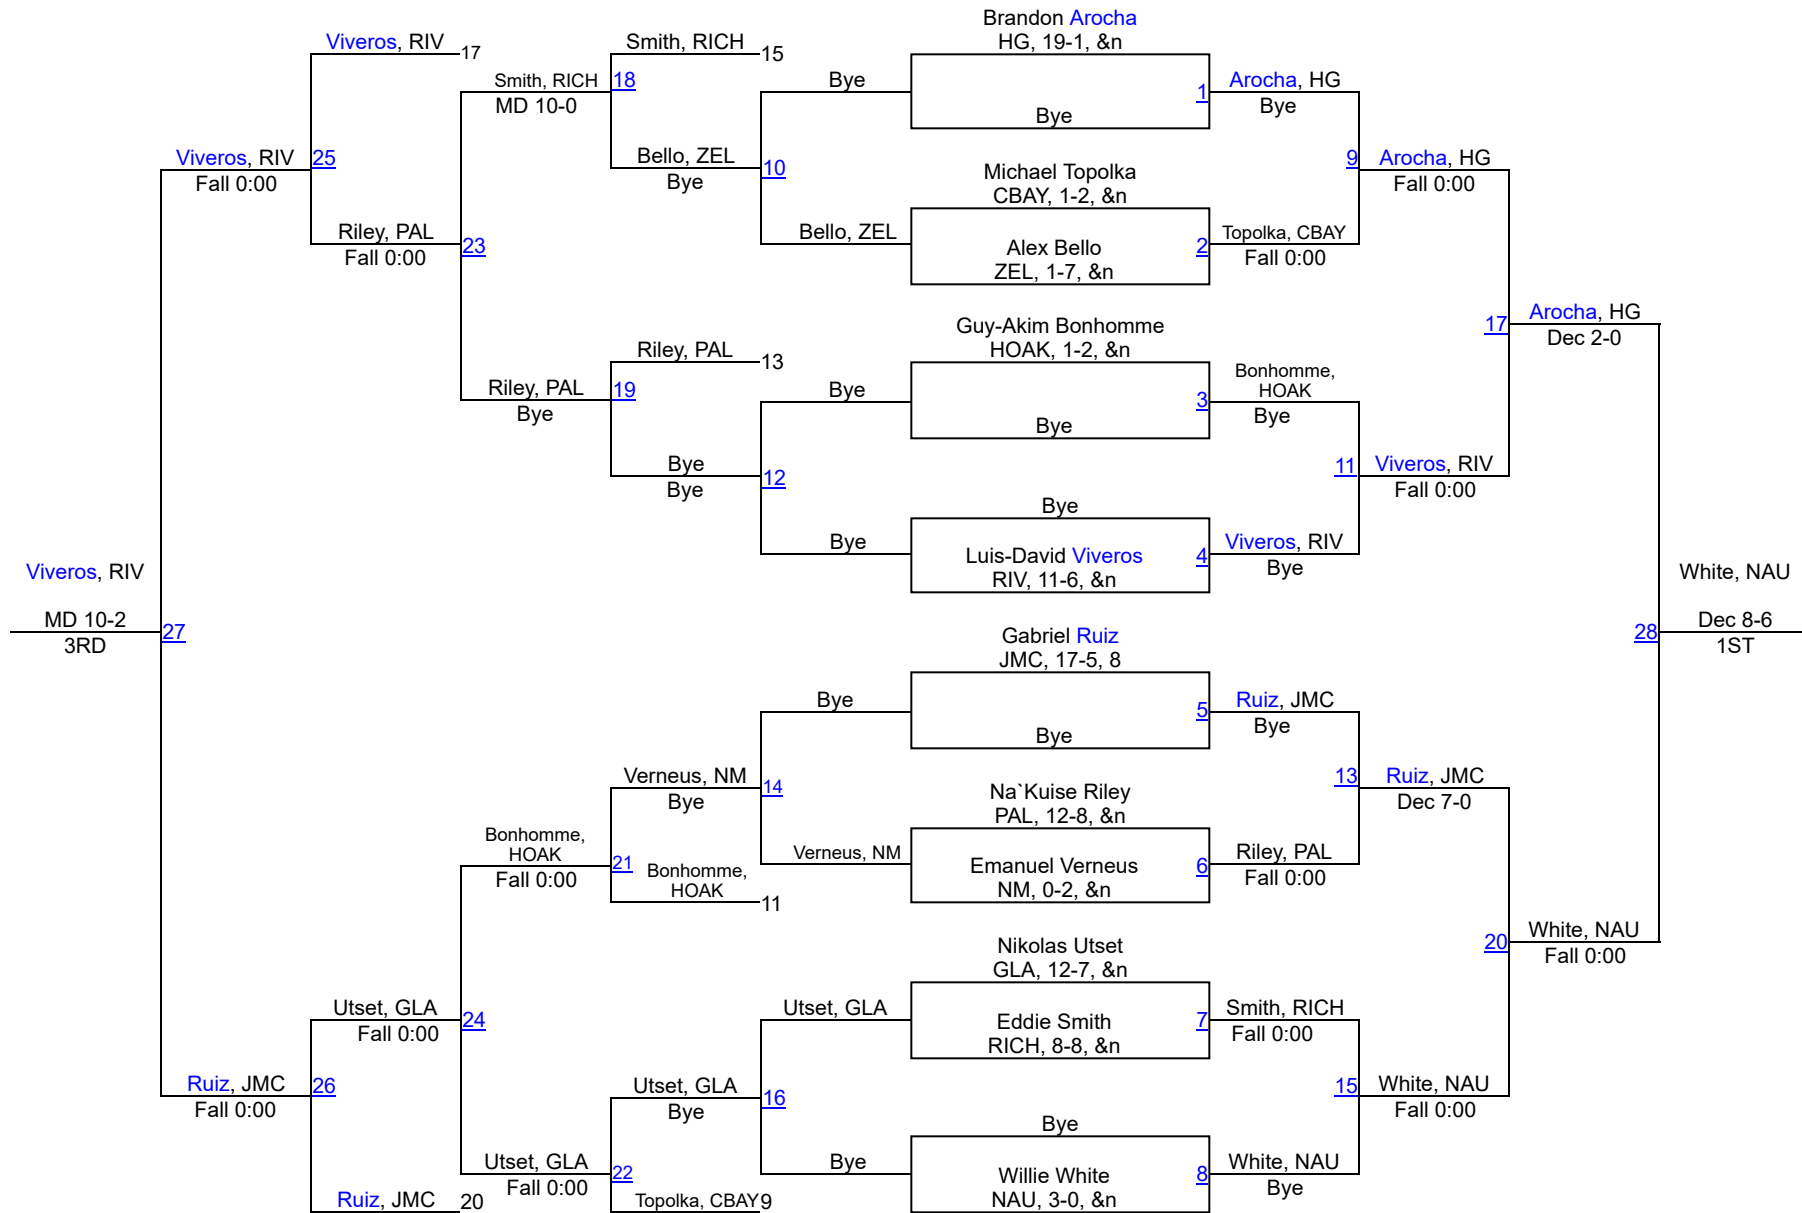 Brandon Arocha
HG, 19-1, &n
Viveros, RIV
17
Smith, RICH
15
Smith, RICH
18
MD 10-0
Bye
1
Arocha, HG
Bye
Bye
Viveros, RIV
25
Fall 0:00
Bello, ZEL
10
Bye
Michael Topolka
CBAY, 1-2, &n
9
Arocha, HG
Fall 0:00
Riley, PAL
23
Fall 0:00
Bello, ZEL
Alex Bello
ZEL, 1-7, &n
2
Topolka, CBAY
Fall 0:00
Guy-Akim Bonhomme
HOAK, 1-2, &n
17
Arocha, HG
Dec 2-0
Riley, PAL
13
Riley, PAL
19
Bye
Bye
3
Bonhomme,
HOAK
Bye
Bye
Bye
12
Bye
11
Viveros, RIV
Fall 0:00
Bye
Bye
Luis-David Viveros
RIV, 11-6, &n
4
Viveros, RIV
Bye
Viveros, RIV
MD 10-2
27
3RD
White, NAU
28
Dec 8-6
1ST
Gabriel Ruiz
JMC, 17-5, 8
Bye
5
Ruiz, JMC
Bye
Bye
Verneus, NM
14
Bye
Na`Kuise Riley
PAL, 12-8, &n
13
Ruiz, JMC
Dec 7-0
Bonhomme,
HOAK
21
Fall 0:00
Bonhomme,
HOAK
11
Verneus, NM
Emanuel Verneus
NM, 0-2, &n
6
Riley, PAL
Fall 0:00
20
White, NAU
Fall 0:00
Nikolas Utset
GLA, 12-7, &n
Utset, GLA
24
Fall 0:00
Utset, GLA
Eddie Smith
RICH, 8-8, &n
7
Smith, RICH
Fall 0:00
Ruiz, JMC
26
Fall 0:00
Utset, GLA
16
Bye
15
White, NAU
Fall 0:00
Bye
Utset, GLA
22
Fall 0:00
Bye
Willie White
NAU, 3-0, &n
8
White, NAU
Bye
Ruiz, JMC
20
Topolka, CBAY
9